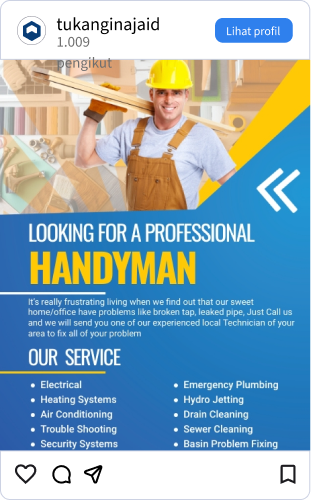 tukanginajaid
1.009
pengikut
Lihat profil
LOOKING FOR A PROFESSIONAL
HANDYMAN
It's really frustrating living when we find out that our sweet
home/office have problems like broken tap, leaked pipe, Just Call us
and we will send you one of our experienced local Technician of your
area to fix all of your problem
OUR SERVICE
• Electrical
• Heating Systems
• Air Conditioning
• Trouble Shooting
• Security Systems
• Emergency Plumbing
• Hydro Jetting
• Drain Cleaning
• Sewer Cleaning
• Basin Problem Fixing